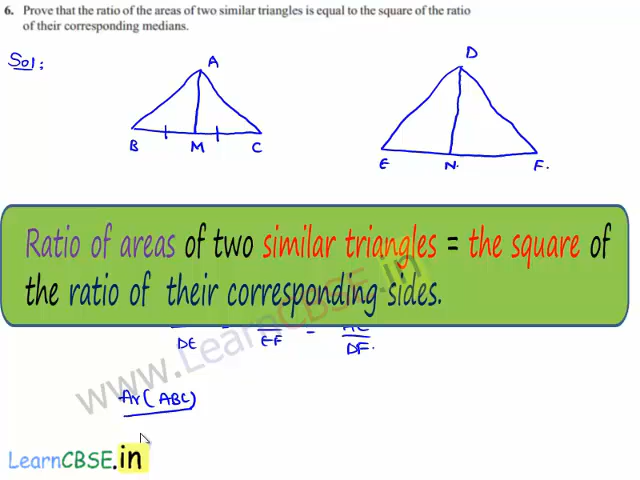 6. Prove that the ratio of the areas of two similar triangles is equal to the square of the ratio
of their corresponding medians.
Sol:
A
D
B M C
E N. F.
Ratio of areas of two similar triangles = the square of
the ratio of their corresponding sides.
DE = EF = AC
DF.
www.LearnCBSE.in
Ar(ABC)
LearnCBSE.in